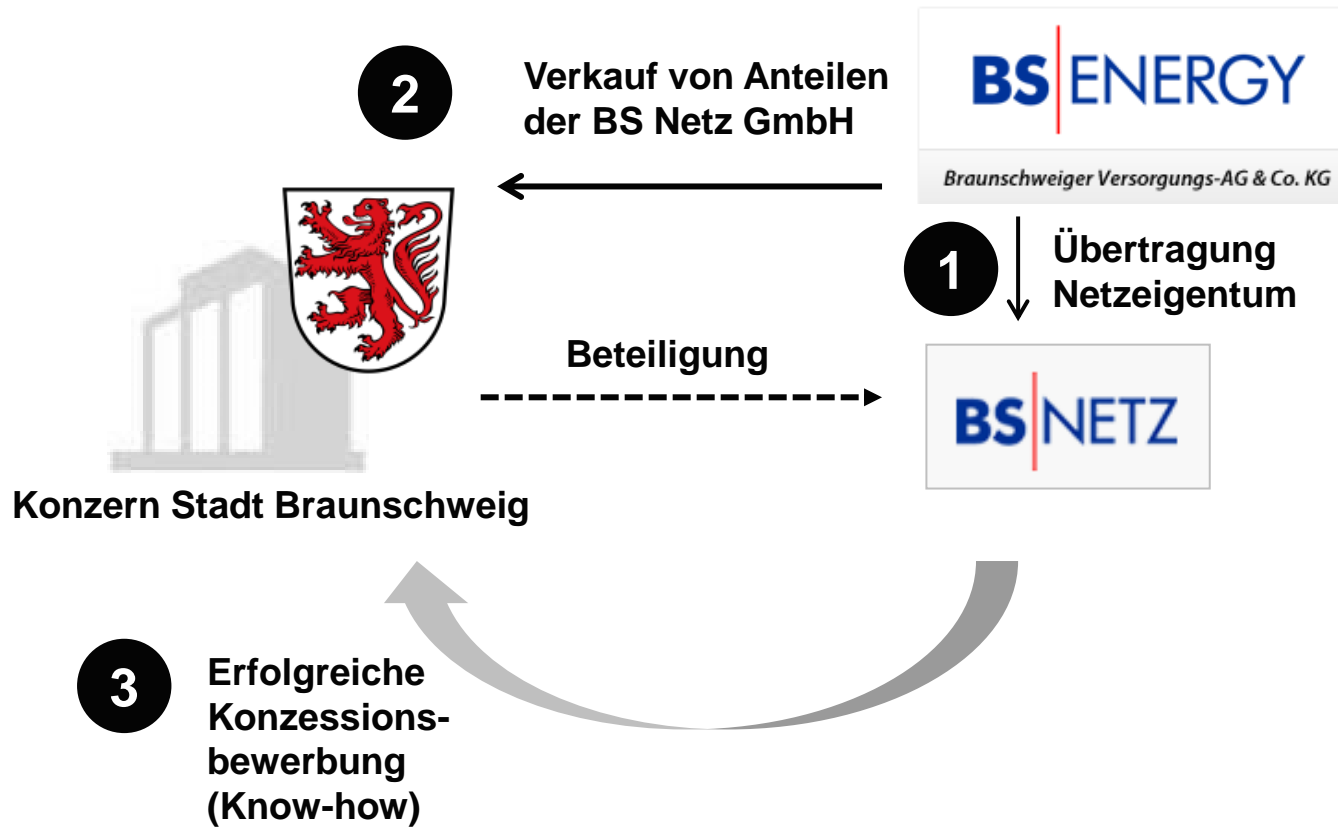 2
Verkauf von Anteilen
der BS Netz GmbH
BS ENERGY
Braunschweiger Versorgungs-AG & Co. KG
1
Übertragung
Netzeigentum
Beteiligung
BS NETZ
Konzern Stadt Braunschweig
3
Erfolgreiche
Konzessions-
bewerbung
(Know-how)